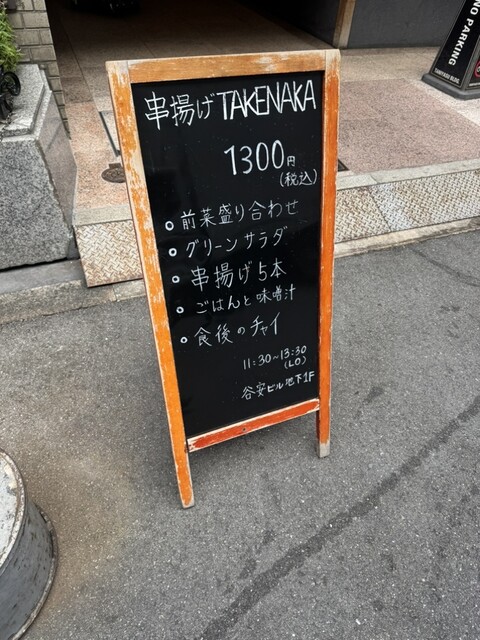 串揚げ TAKENAKA
1300円
(税込)
○ 前菜盛り合わせ
○ グリーンサラダ
○ 串揚げ5本
○ ごはんと味噌汁
○ 食後のチャイ
11:30~13:30
(LO)
谷安ビル地下1F
NO PARKING
TANIYASU BLDG.